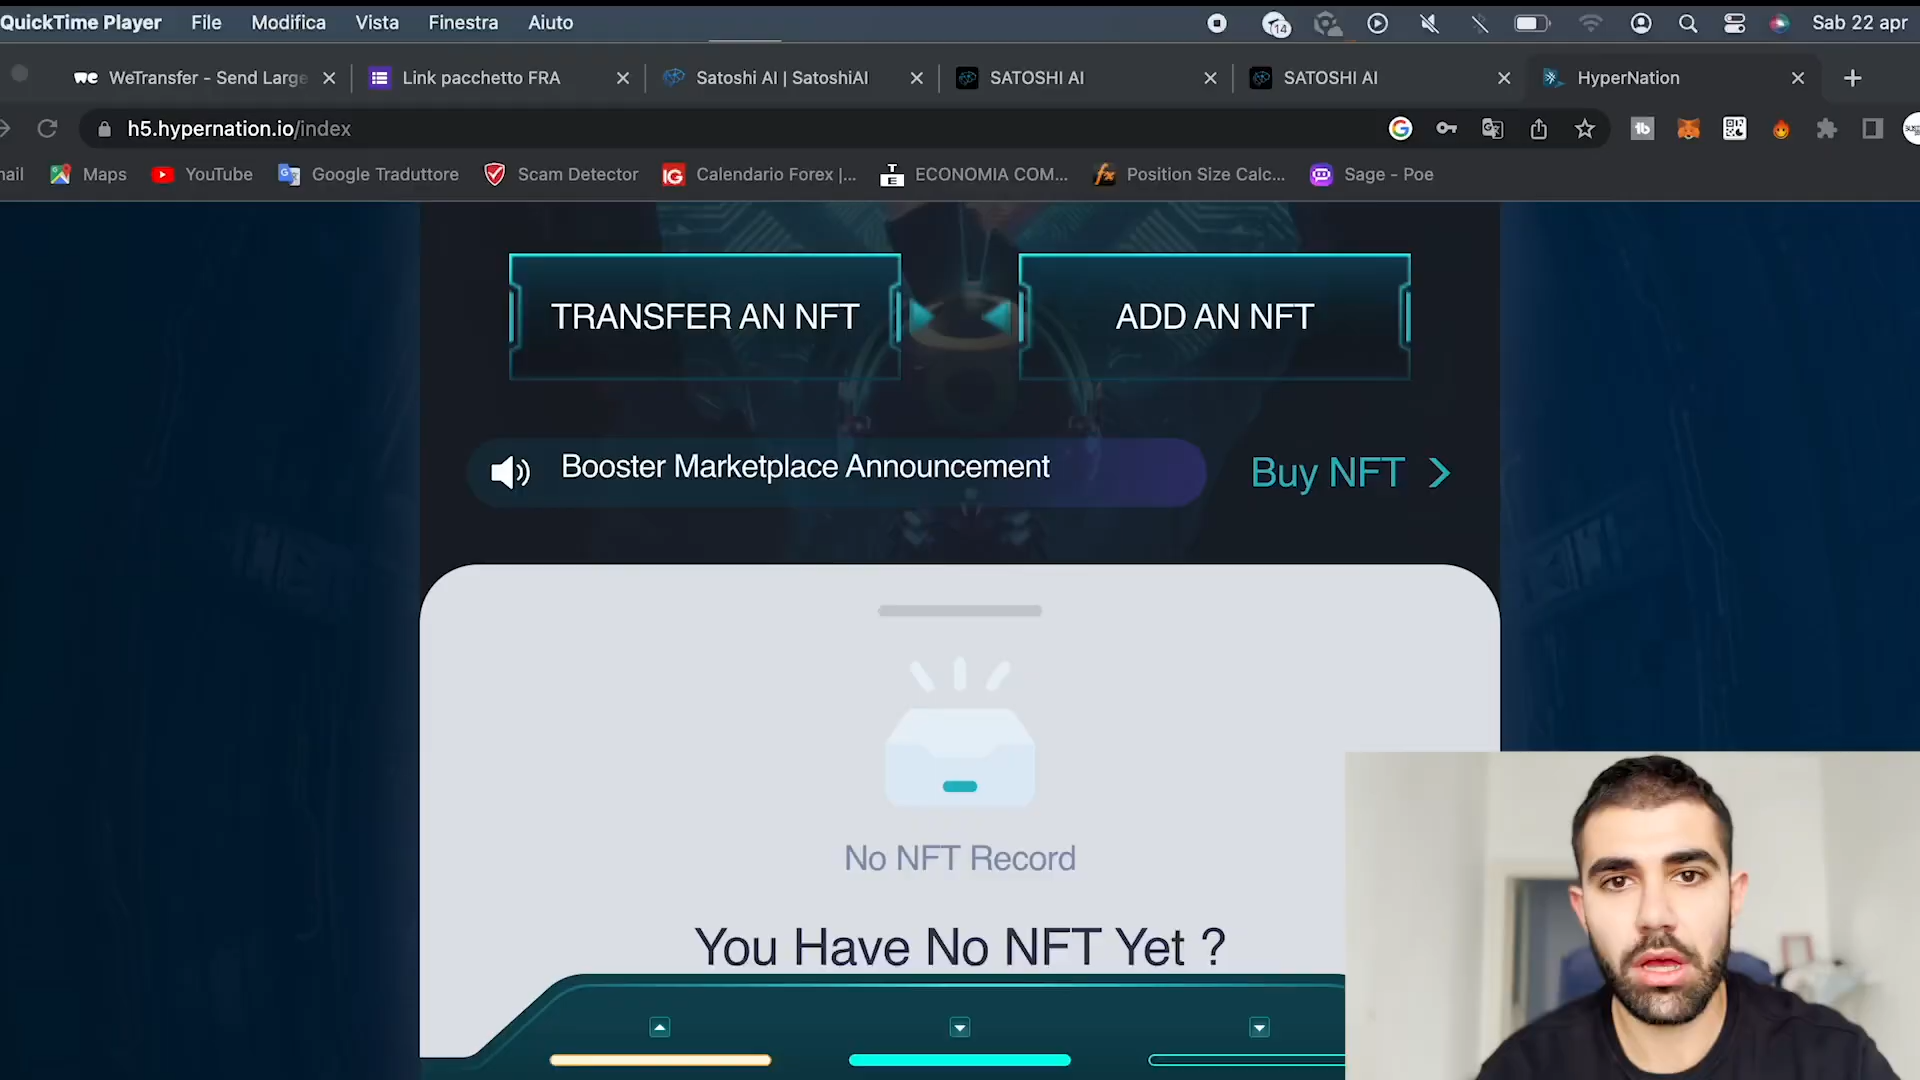 QuickTime Player File Modifica Vista Finestra Aiuto 14 Sab 22 apr
WeTransfer - Send Large Link pacchetto FRA Satoshi AI | SatoshiAI SATOSHI AI SATOSHI AI HyperNation
h5.hypernation.io/index
Maps YouTube Google Traduttore Scam Detector IG Calendario Forex |... ECONOMIA COM... fx Position Size Calc... Sage - Poe
TRANSFER AN NFT ADD AN NFT
Booster Marketplace Announcement Buy NFT
No NFT Record
You Have No NFT Yet ?